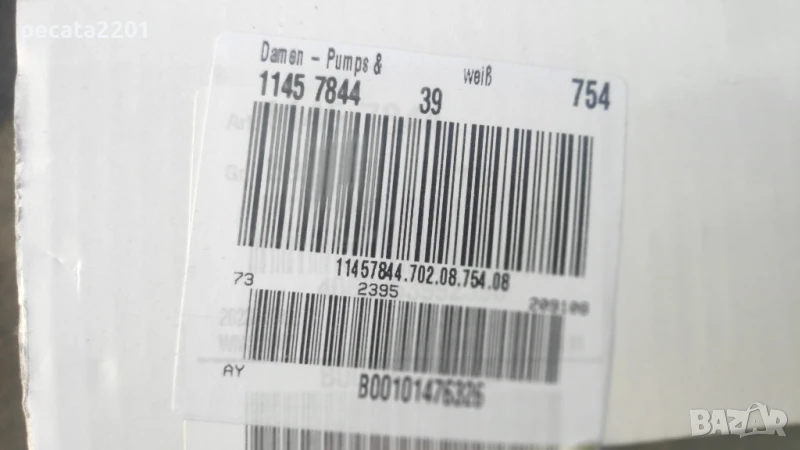 pecata2201
Damen - Pumps & weiß
1145 7844 39 754
11457844.702.08.754.08
73 2395 209106
AY B00101476326
BAZAR